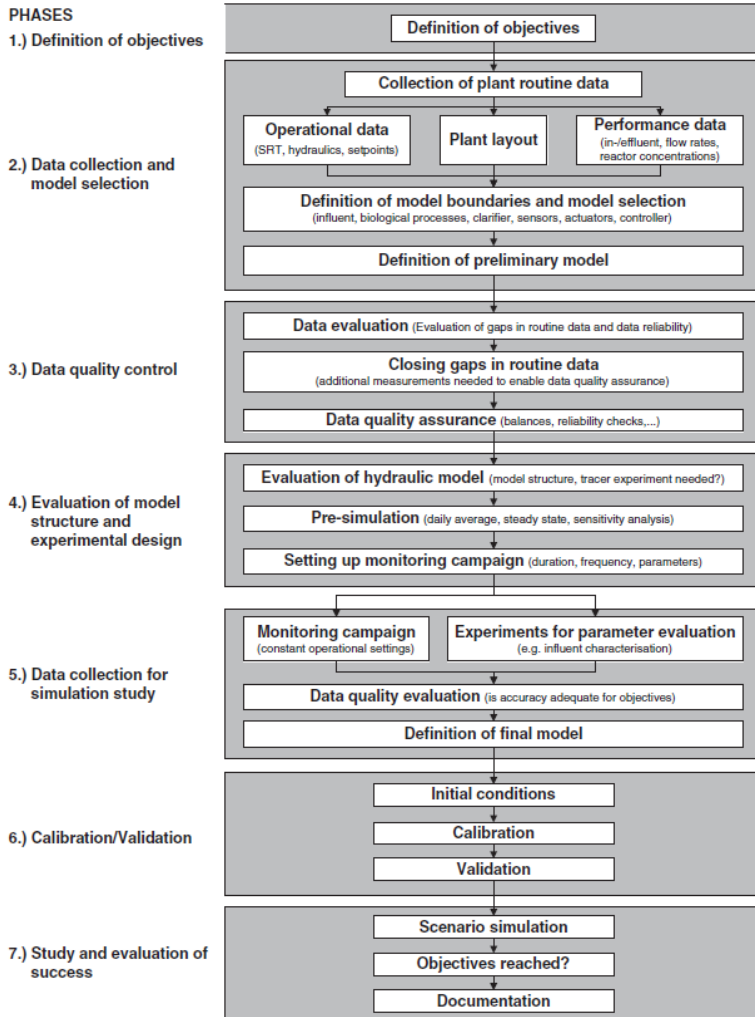 PHASES
1.) Definition of objectives
Definition of objectives
2.) Data collection and
model selection
Collection of plant routine data
Operational data
(SRT, hydraulics, setpoints)
Plant layout
Performance data
(in-/effluent, flow rates,
reactor concentrations)
Definition of model boundaries and model selection
(influent, biological processes, clarifier, sensors, actuators, controller)
Definition of preliminary model
3.) Data quality control
Data evaluation (Evaluation of gaps in routine data and data reliability)
Closing gaps in routine data
(additional measurements needed to enable data quality assurance)
Data quality assurance (balances, reliability checks,...)
4.) Evaluation of model
structure and
experimental design
Evaluation of hydraulic model (model structure, tracer experiment needed?)
Pre-simulation (daily average, steady state, sensitivity analysis)
Setting up monitoring campaign (duration, frequency, parameters)
5.) Data collection for
simulation study
Monitoring campaign
(constant operational settings)
Experiments for parameter evaluation
(e.g. influent characterisation)
Data quality evaluation (is accuracy adequate for objectives)
Definition of final model
6.) Calibration/Validation
Initial conditions
Calibration
Validation
7.) Study and evaluation of
success
Scenario simulation
Objectives reached?
Documentation